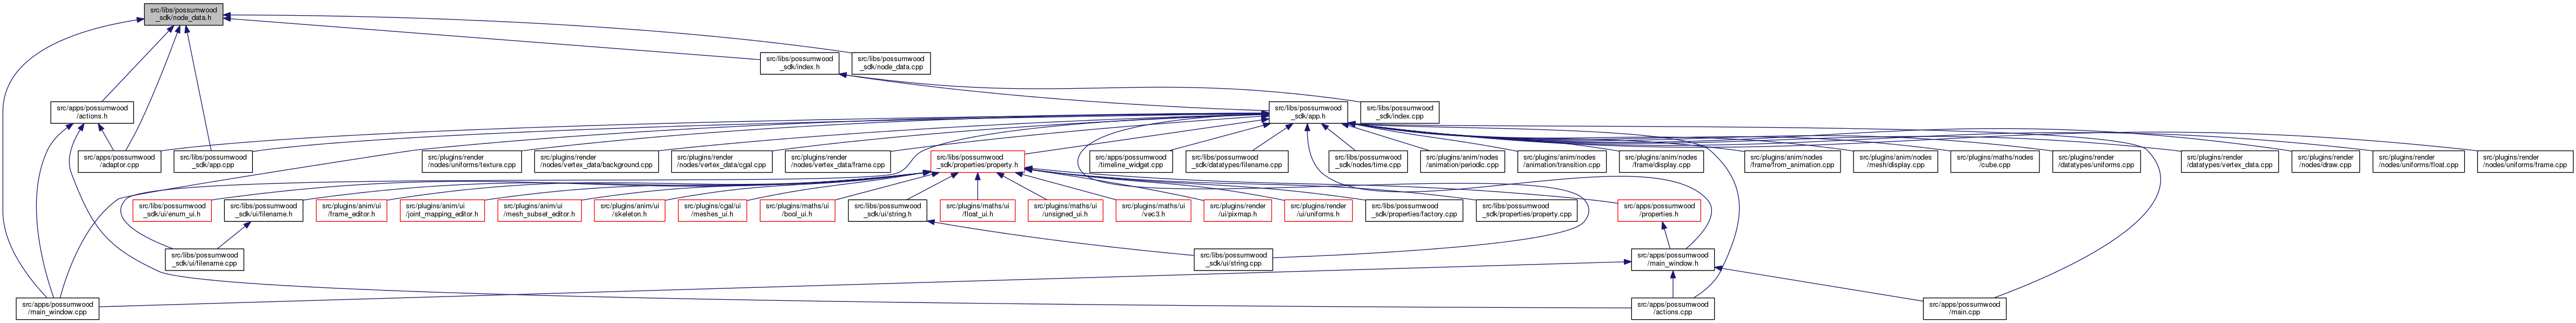 src/libs/possumwood
_sdk/node_data.h
src/libs/possumwood
_sdk/index.h
src/libs/possumwood
_sdk/node_data.cpp
src/apps/possumwood
/actions.h
src/libs/possumwood
_sdk/app.h
src/libs/possumwood
_sdk/index.cpp
src/apps/possumwood
/adaptor.cpp
src/libs/possumwood
_sdk/app.cpp
src/plugins/render
/nodes/uniforms/texture.cpp
src/plugins/render
/nodes/vertex_data/background.cpp
src/plugins/render
/nodes/vertex_data/cgal.cpp
src/plugins/render
/nodes/vertex_data/frame.cpp
src/libs/possumwood
_sdk/properties/property.h
src/apps/possumwood
/timeline_widget.cpp
src/libs/possumwood
_sdk/datatypes/filename.cpp
src/libs/possumwood
_sdk/nodes/time.cpp
src/plugins/anim/nodes
/animation/periodic.cpp
src/plugins/anim/nodes
/animation/transition.cpp
src/plugins/anim/nodes
/frame/display.cpp
src/plugins/anim/nodes
/frame/from_animation.cpp
src/plugins/anim/nodes
/mesh/display.cpp
src/plugins/maths/nodes
/cube.cpp
src/plugins/render
/datatypes/uniforms.cpp
src/plugins/render
/datatypes/vertex_data.cpp
src/plugins/render
/nodes/draw.cpp
src/plugins/render
/nodes/uniforms/float.cpp
src/plugins/render
/nodes/uniforms/frame.cpp
src/libs/possumwood
_sdk/ui/enum_ui.h
src/libs/possumwood
_sdk/ui/filename.h
src/plugins/anim/ui
/frame_editor.h
src/plugins/anim/ui
/joint_mapping_editor.h
src/plugins/anim/ui
/mesh_subset_editor.h
src/plugins/anim/ui
/skeleton.h
src/plugins/cgal/ui
/meshes_ui.h
src/plugins/maths/ui
/bool_ui.h
src/libs/possumwood
_sdk/ui/string.h
src/plugins/maths/ui
/float_ui.h
src/plugins/maths/ui
/unsigned_ui.h
src/plugins/maths/ui
/vec3.h
src/plugins/render
/ui/pixmap.h
src/plugins/render
/ui/uniforms.h
src/libs/possumwood
_sdk/properties/factory.cpp
src/libs/possumwood
_sdk/properties/property.cpp
src/apps/possumwood
/properties.h
src/libs/possumwood
_sdk/ui/filename.cpp
src/libs/possumwood
_sdk/ui/string.cpp
src/apps/possumwood
/main_window.h
src/apps/possumwood
/main_window.cpp
src/apps/possumwood
/actions.cpp
src/apps/possumwood
/main.cpp